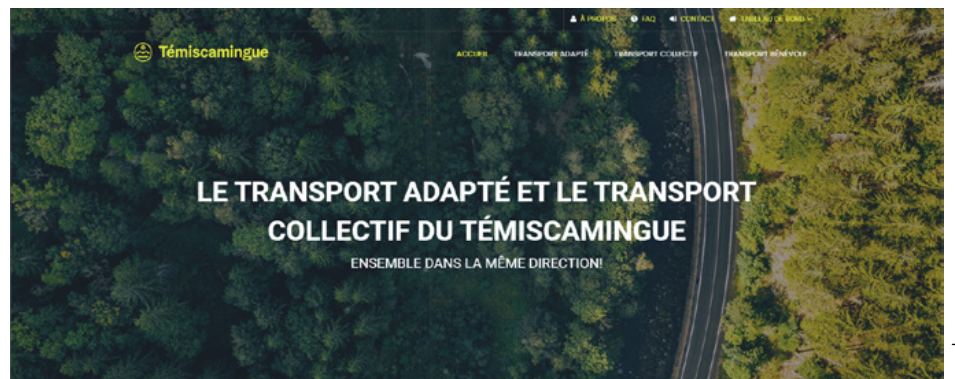 À PROPOS FAQ CONTACT TABLEAU DE BORD
Témiscamingue
ACCUEIL TRANSPORT ADAPTÉ TRANSPORT COLLECTIF TRANSPORT BÉNÉVOLE
LE TRANSPORT ADAPTÉ ET LE TRANSPORT
COLLECTIF DU TÉMISCAMINGUE
ENSEMBLE DANS LA MÊME DIRECTION!